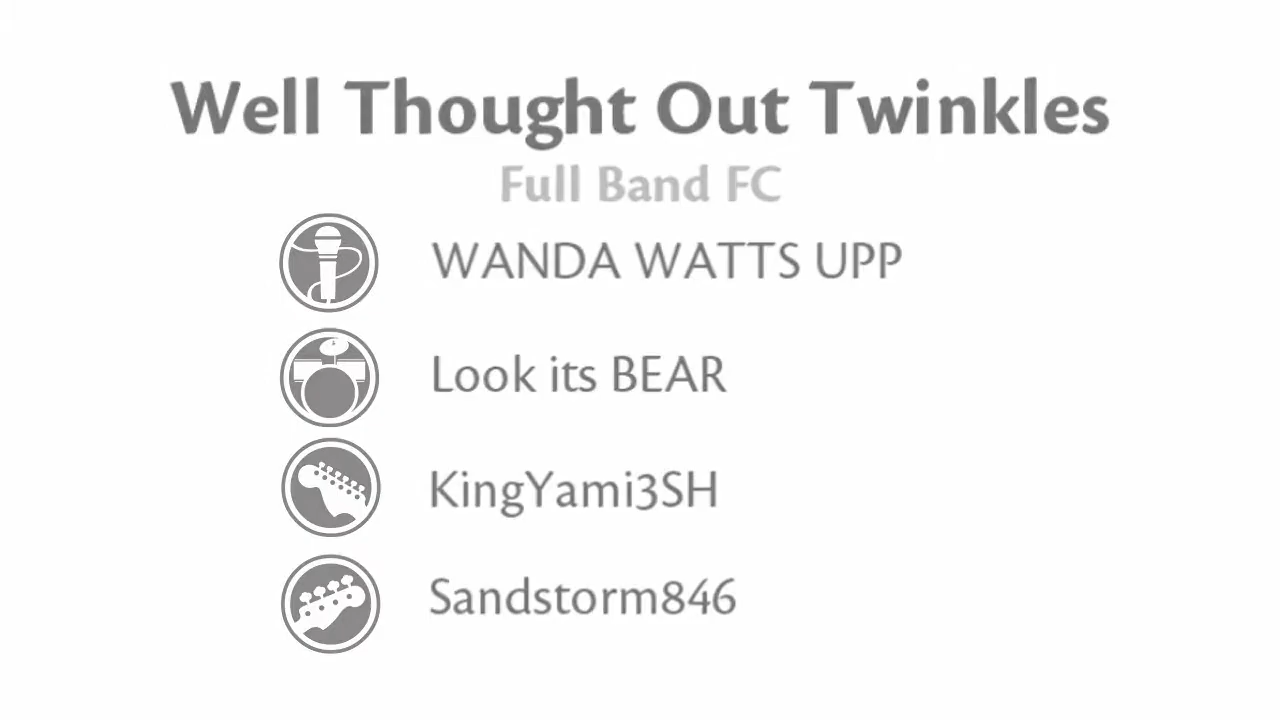 Well Thought Out Twinkles
Full Band FC
WANDA WATTS UPP
Look its BEAR
KingYami3SH
Sandstorm846